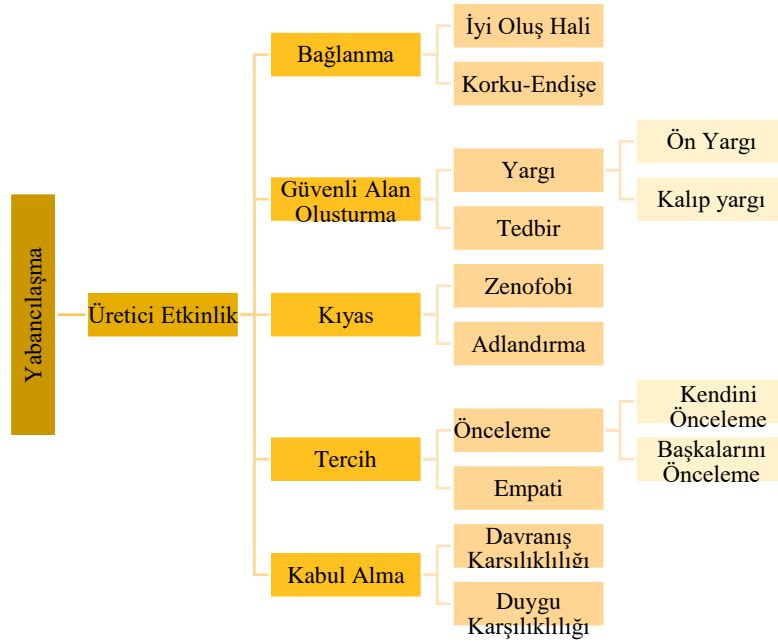 Yabancılaşma
Üretici Etkinlik
Bağlanma
İyi Oluş Hali
Korku-Endişe
Güvenli Alan
Olusturma
Yargı
Ön Yargı
Kalıp yargı
Tedbir
Kıyas
Zenofobi
Adlandırma
Tercih
Önceleme
Kendini
Önceleme
Başkalarını
Önceleme
Empati
Kabul Alma
Davranış
Karsılıklılığı
Duygu
Karşılıklılığı